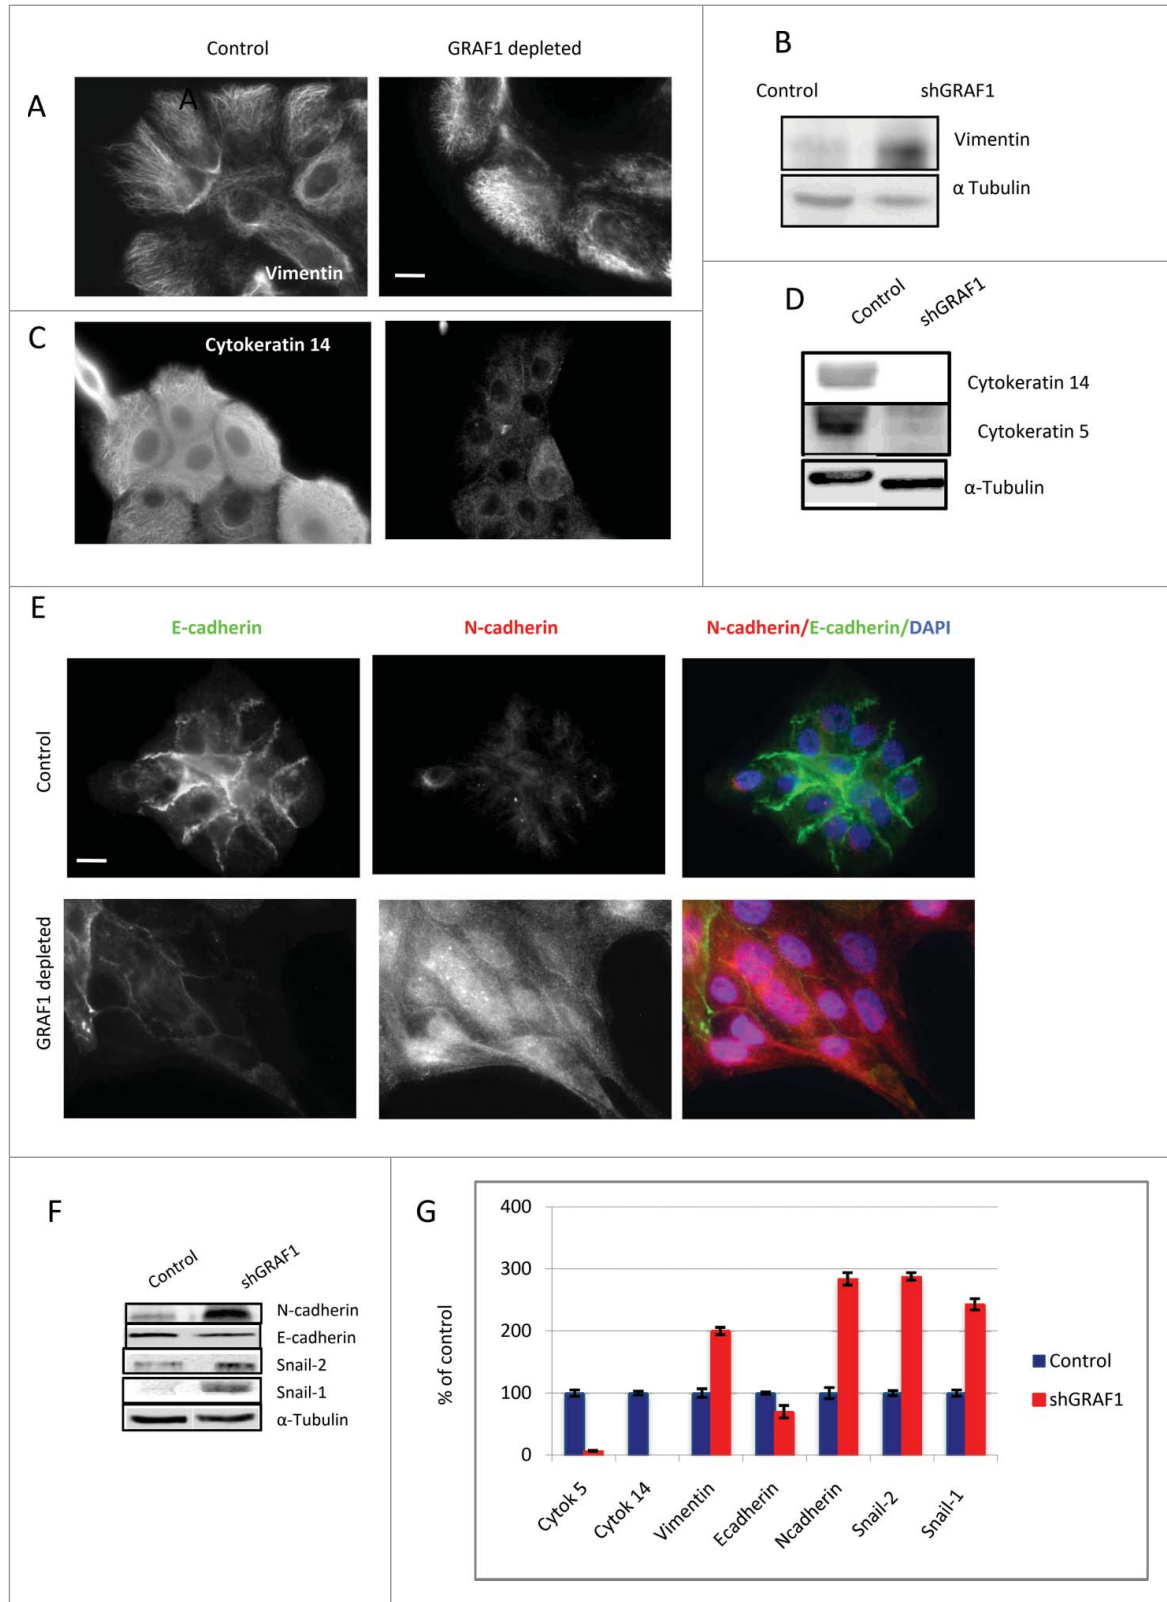 Control
GRAF1 depleted
A
A
Vimentin
B
Control
shGRAF1
Vimentin
α Tubulin
C
Cytokeratin 14
D
Control
shGRAF1
Cytokeratin 14
Cytokeratin 5
α-Tubulin
E
E-cadherin
N-cadherin
N-cadherin/E-cadherin/DAPI
Control
GRAF1 depleted
F
Control
shGRAF1
N-cadherin
E-cadherin
Snail-2
Snail-1
α-Tubulin
G
% of control
400
300
200
100
0
Cytok 5
Cytok 14
Vimentin
Ecadherin
Ncadherin
Snail-2
Snail-1
Control
shGRAF1